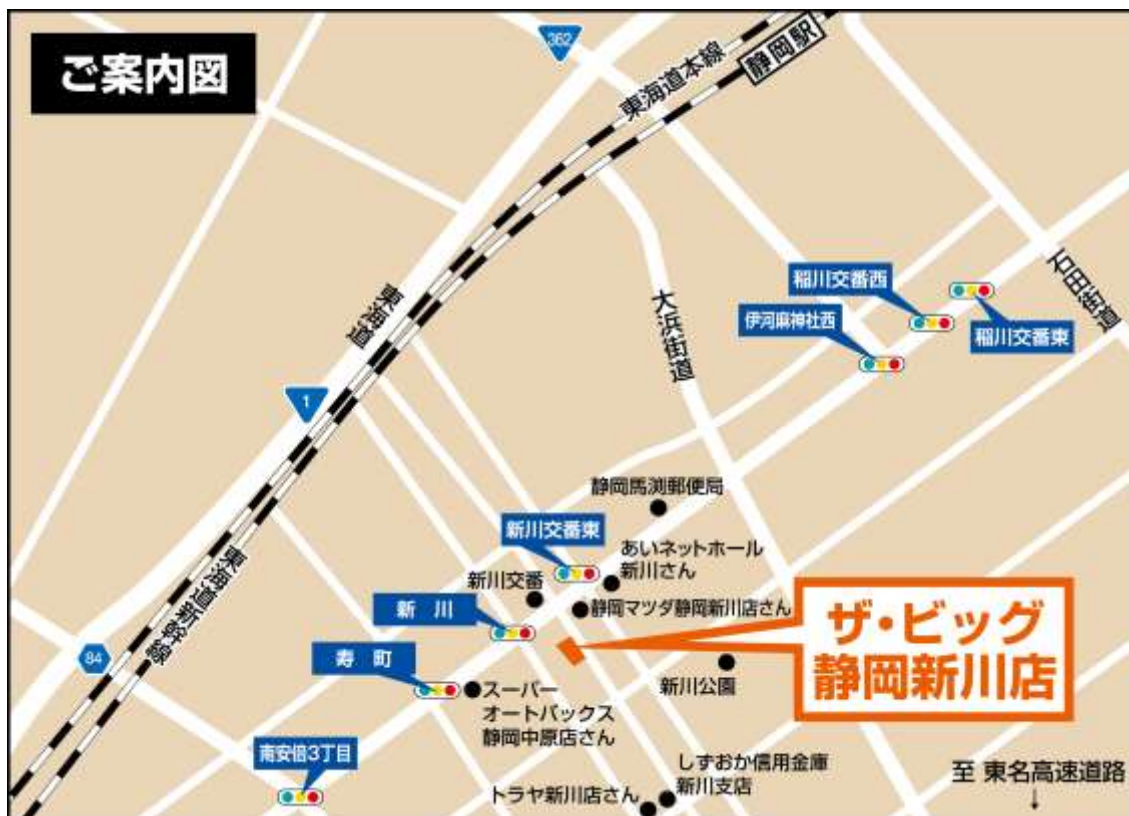 ご案内図
362
東海道本線
静岡駅
東海道
1
大浜街道
石田街道
稲川交番西
伊河麻神社西
稲川交番東
静岡馬渕郵便局
新川交番東
あいネットホール
新川さん
新川交番
静岡マツダ静岡新川店さん
新川
寿町
スーパー
オートバックス
静岡中原店さん
ザ・ビッグ
静岡新川店
新川公園
東海道新幹線
84
南安倍3丁目
しずおか信用金庫
新川支店
トラヤ新川店さん
至 東名高速道路
↓